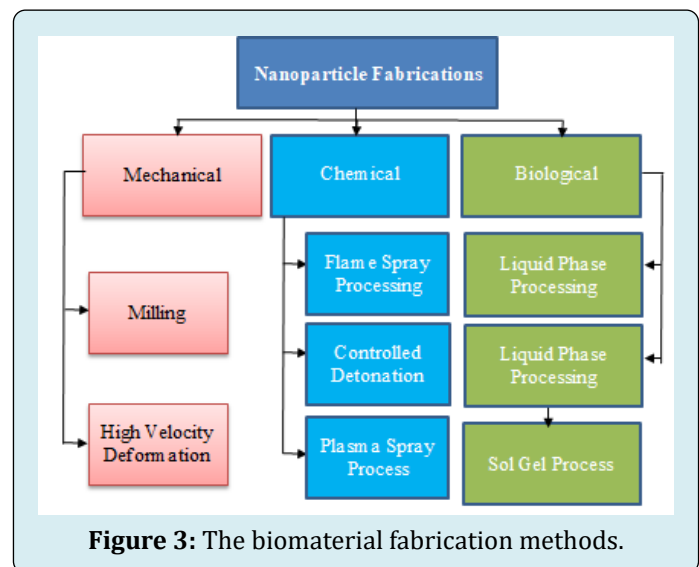 Nanoparticle Fabrications
Mechanical
Chemical
Biological
Flame Spray
Processing
Liquid Phase
Processing
Milling
Controlled
Detonation
Liquid Phase
Processing
High Velocity
Deformation
Plasma Spray
Process
Sol Gel Process
Figure 3: The biomaterial fabrication methods.